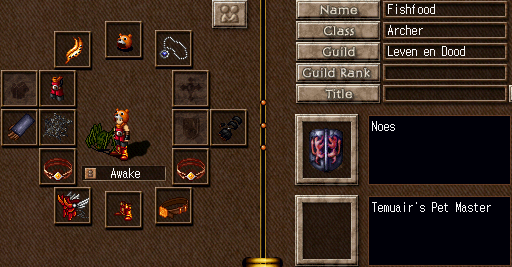 Name Fishfood
Class Archer
Guild Leven en Dood
Guild Rank
Title
Awake
Noes
Temuair's Pet Master